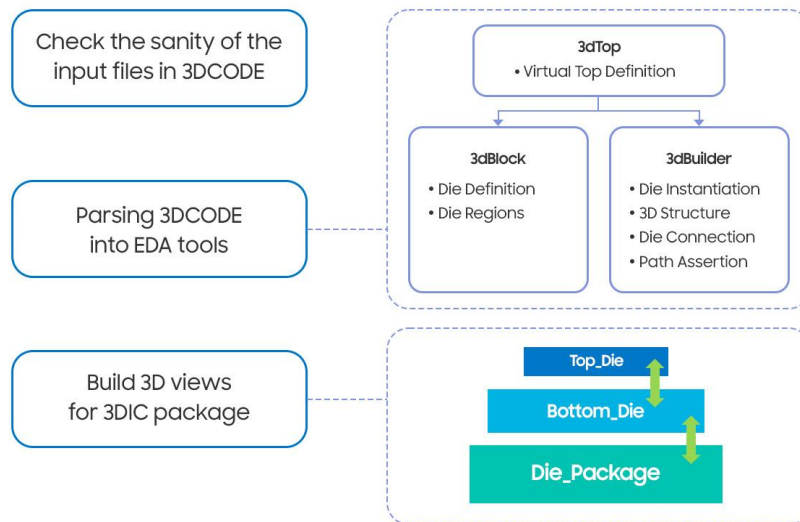 Check the sanity of the
input files in 3DCODE
Parsing 3DCODE
into EDA tools
Build 3D views
for 3DIC package
3dTop
• Virtual Top Definition
3dBlock
• Die Definition
• Die Regions
3dBuilder
• Die Instantiation
• 3D Structure
• Die Connection
• Path Assertion
Top_Die
Bottom_Die
Die_Package